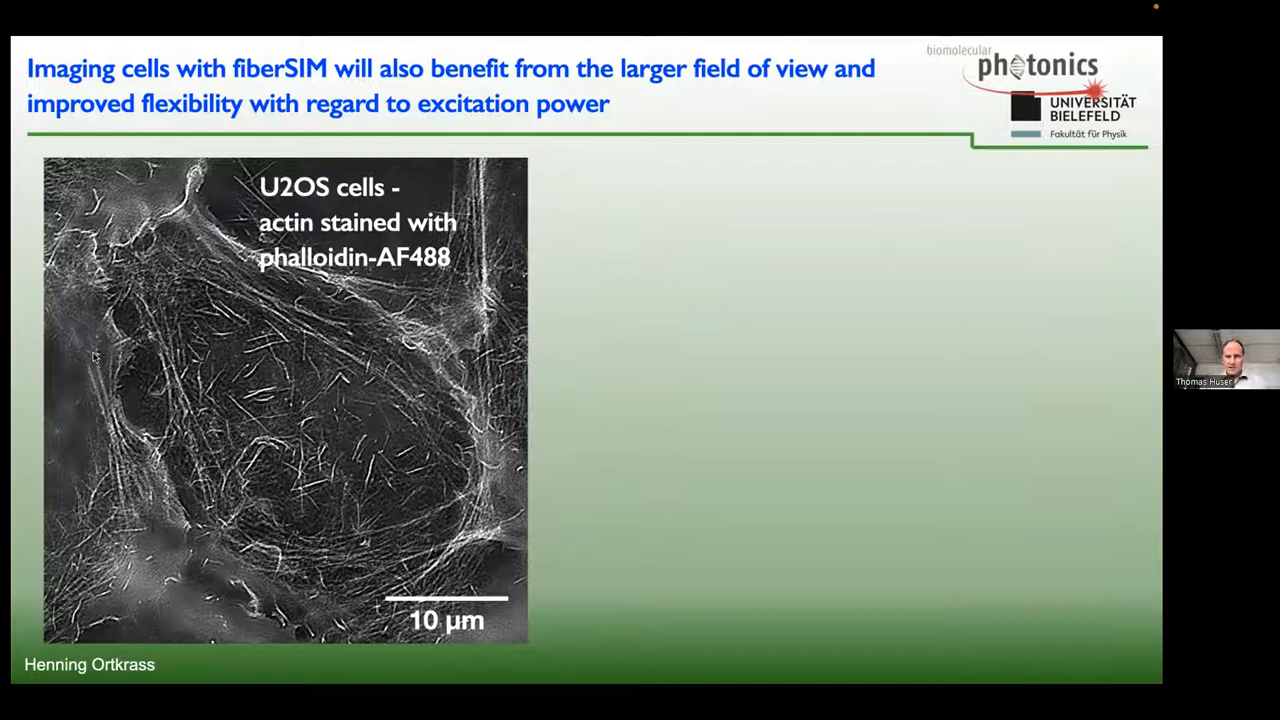 Imaging cells with fiberSIM will also benefit from the larger field of view and
improved flexibility with regard to excitation power
biomolecular
photonics
UNIVERSITÄT
BIELEFELD
Fakultät für Physik
U2OS cells -
actin stained with
phalloidin-AF488
10 µm
Henning Ortkrass
Thomas Huser